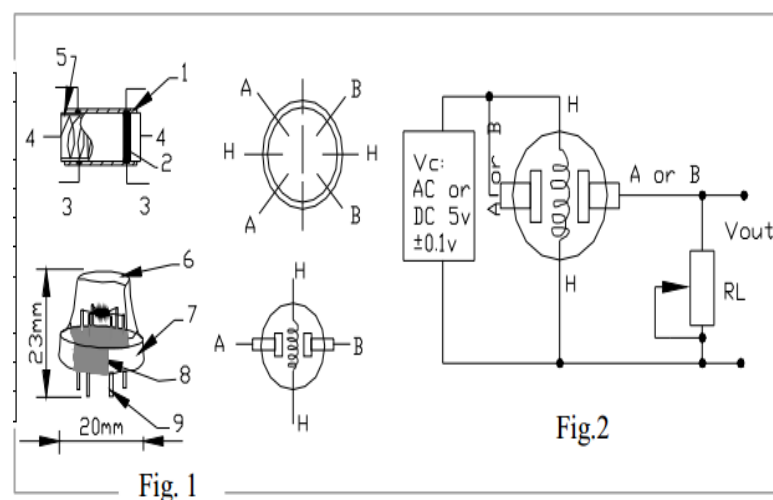 5
1
4
4
2
3
3
A
B
H
H
A
B
6
23mm
7
8
9
20mm
H
A
B
H
Fig. 1
H
Vc:
AC or
DC 5v
±0.1v
A or B
A or B
Vout
RL
H
Fig.2